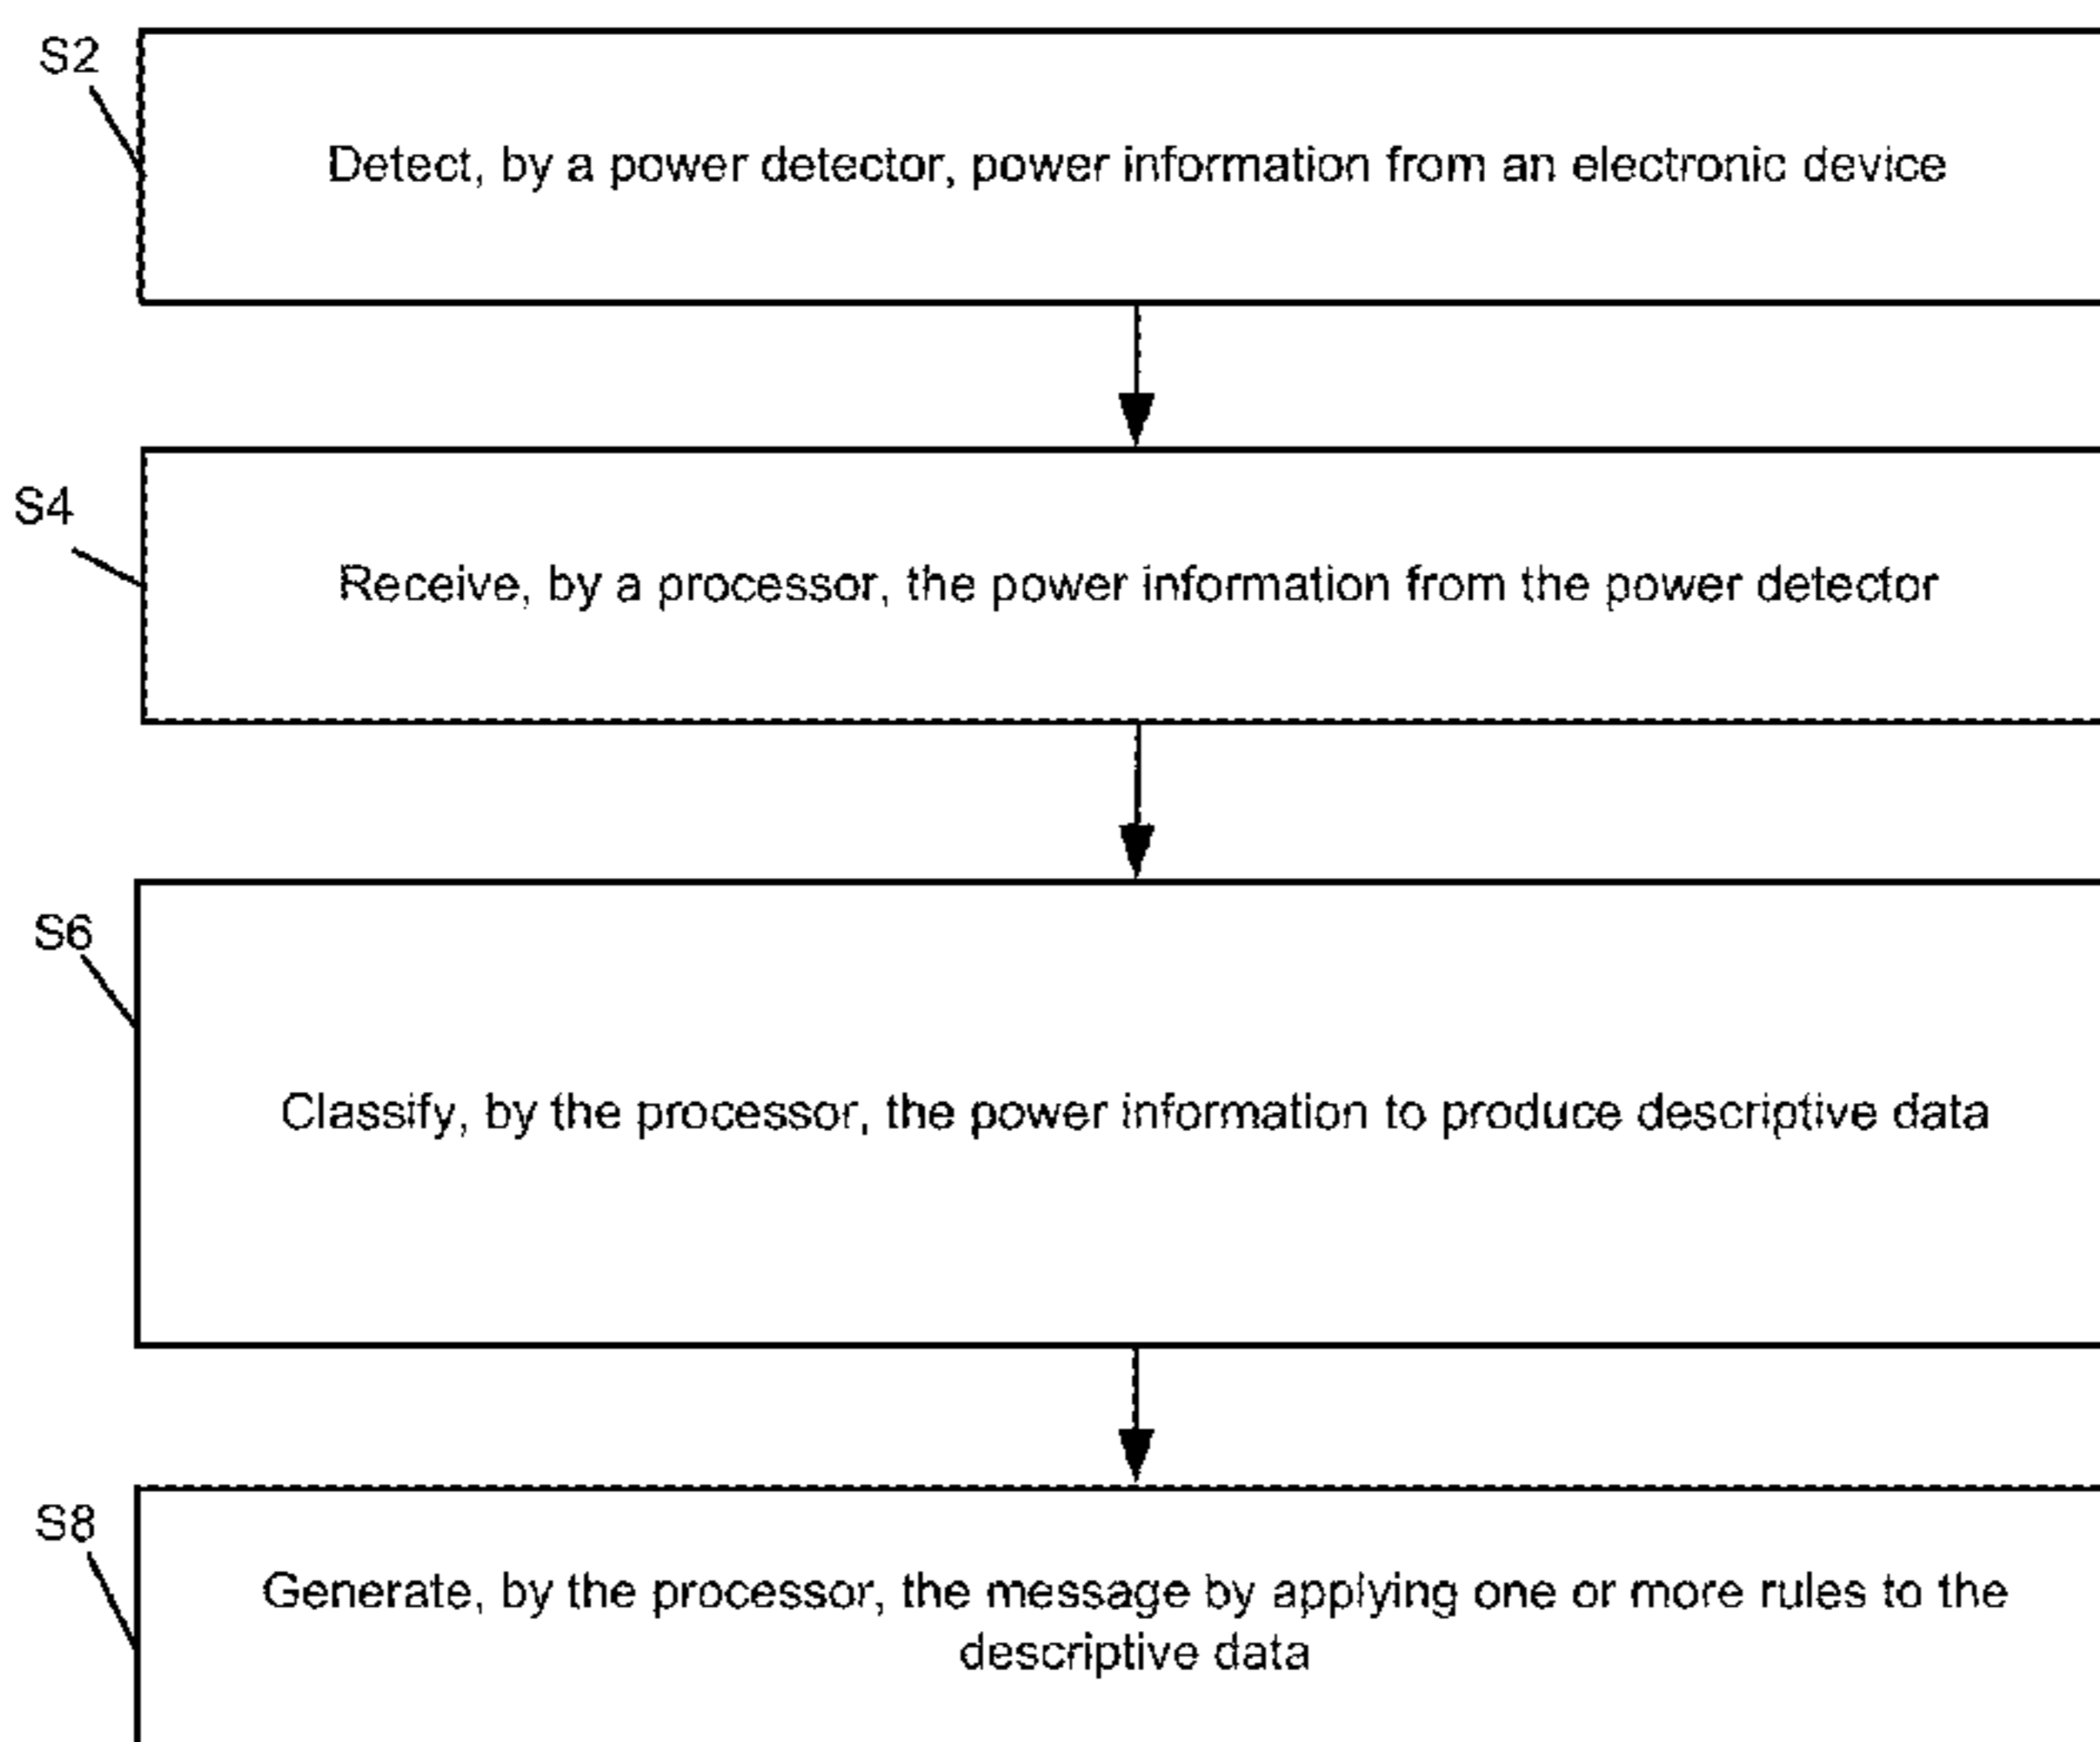 S2
Detect, by a power detector, power information from an electronic device
S4
Receive, by a processor, the power information from the power detector
S6
Classify, by the processor, the power information to produce descriptive data
S8
Generate, by the processor, the message by applying one or more rules to the
descriptive data